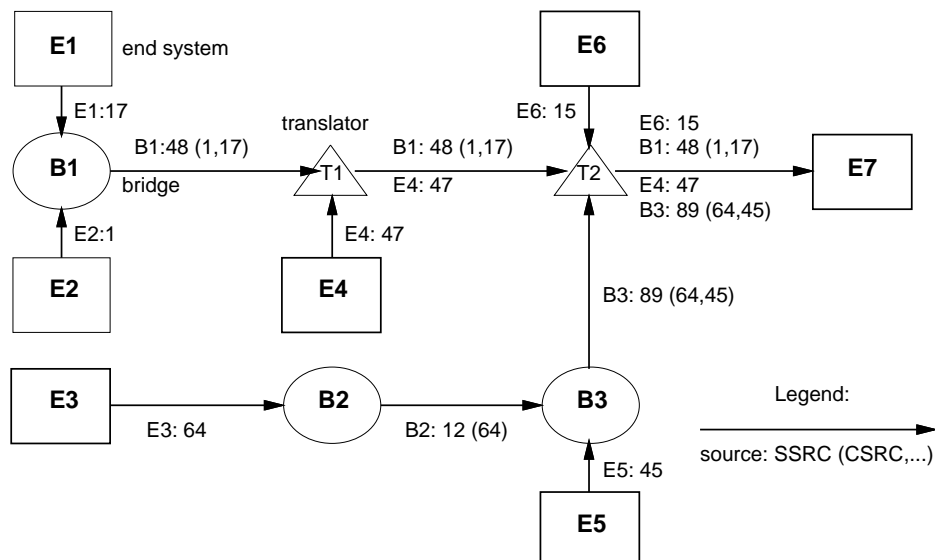 E1
end system
E6
E1:17
E6: 15
translator
E6: 15
B1:48 (1,17)
B1: 48 (1,17)
B1: 48 (1,17)
B1
T1
T2
E7
bridge
E4: 47
E4: 47
B3: 89 (64,45)
E2:1
E4: 47
E2
E4
B3: 89 (64,45)
E3
B2
B3
Legend:
E3: 64
B2: 12 (64)
source: SSRC (CSRC,...)
E5: 45
E5